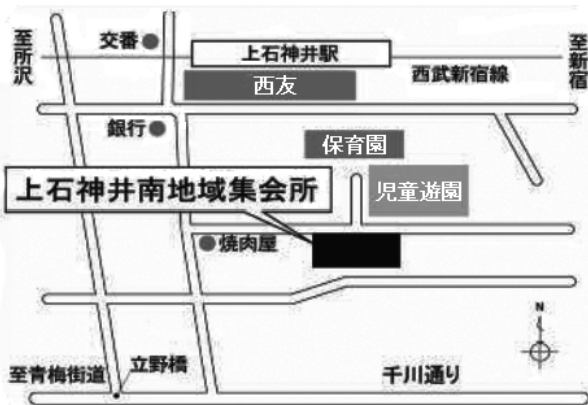 至所沢
交番
上石神井駅
至新宿
西友
西武新宿線
銀行
保育園
上石神井南地域集会所
児童遊園
焼肉屋
N
至青梅街道
立野橋
千川通り